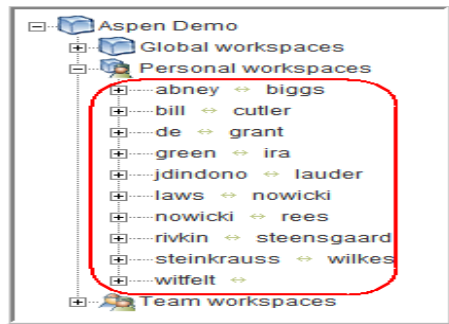 Aspen Demo
Global workspaces
Personal workspaces
abney ⇔ biggs
bill ⇔ cutler
de ⇔ grant
green ⇔ ira
jdindono ⇔ lauder
laws ⇔ nowicki
nowicki ⇔ rees
rivkin ⇔ steensgaard
steinkrauss ⇔ wilkes
witfelt ⇔
Team workspaces